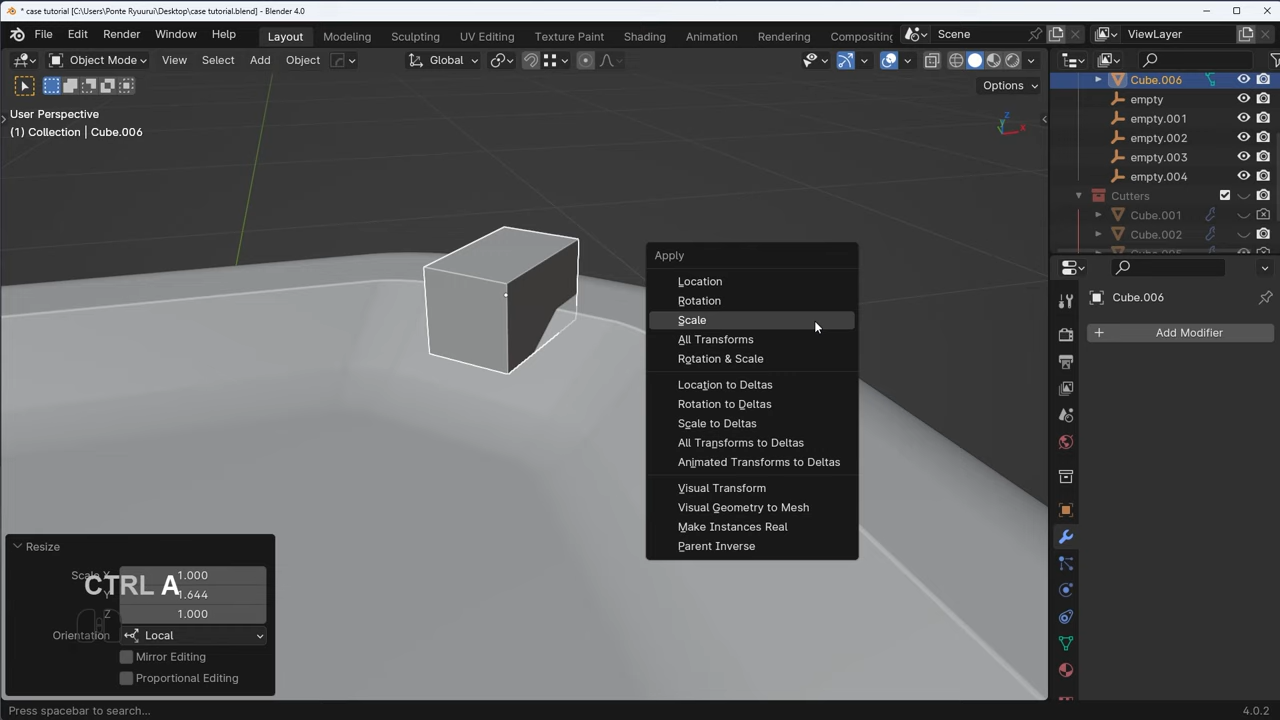 * case tutorial [C:\Users\Ponte Ryuurui\Desktop\case tutorial.blend] - Blender 4.0
File Edit Render Window Help
Layout Modeling Sculpting UV Editing Texture Paint Shading Animation Rendering Compositing
Scene
ViewLayer
Object Mode
View Select Add Object
Global
Options
User Perspective
(1) Collection | Cube.006
Z
Y
X
Cube.006
empty
empty.001
empty.002
empty.003
empty.004
Cutters
Cube.001
Cube.002
Cube.006
Add Modifier
Apply
Location
Rotation
Scale
All Transforms
Rotation & Scale
Location to Deltas
Rotation to Deltas
Scale to Deltas
All Transforms to Deltas
Animated Transforms to Deltas
Visual Transform
Visual Geometry to Mesh
Make Instances Real
Parent Inverse
Resize
Scale X 1.000
Y 1.644
Z 1.000
CTRL A
Orientation Local
Mirror Editing
Proportional Editing
Press spacebar to search...
4.0.2